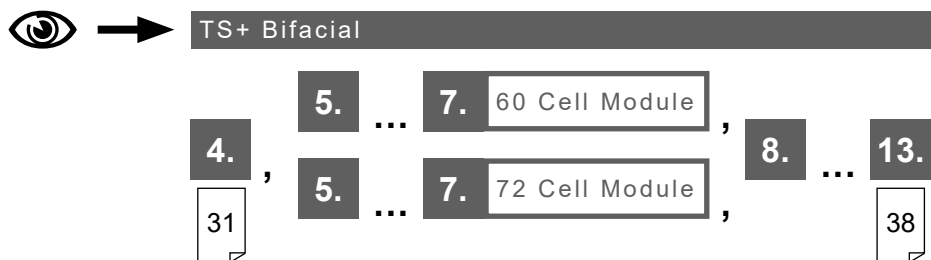 TS+ Bifacial
5. ... 7. 60 Cell Module ,
4. , 8. ... 13.
5. ... 7. 72 Cell Module ,
31 38